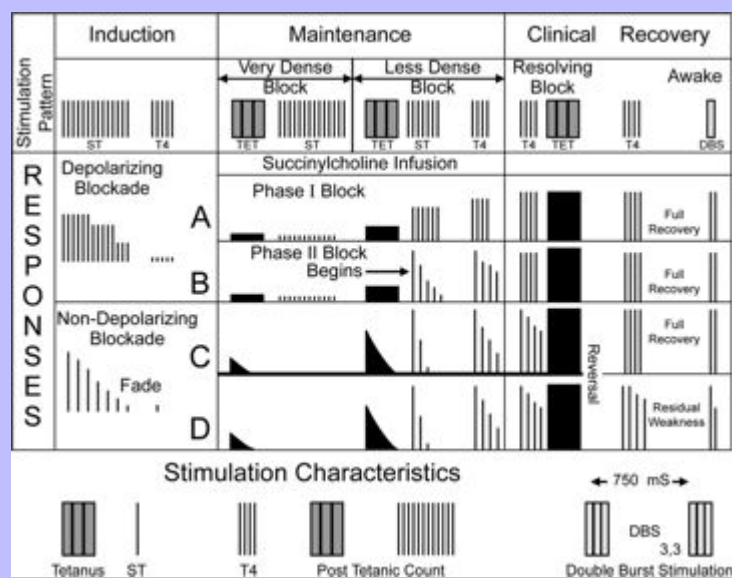 Induction
Maintenance
Clinical Recovery
Stimulation
Pattern
Very Dense
Block
Less Dense
Block
Resolving
Block
Awake
ST
T4
TET
ST
TET
ST
T4
T4
TET
T4
DBS
RESPONSES
Depolarizing
Blockade
Succinylcholine Infusion
A
Phase I Block
Full
Recovery
B
Phase II Block
Begins
Full
Recovery
Non-Depolarizing
Blockade
Fade
C
Full
Recovery
Reversal
D
Residual
Weakness
Stimulation Characteristics
750 mS
DBS
3,3
Tetanus
ST
T4
Post Tetanic Count
Double Burst Stimulation